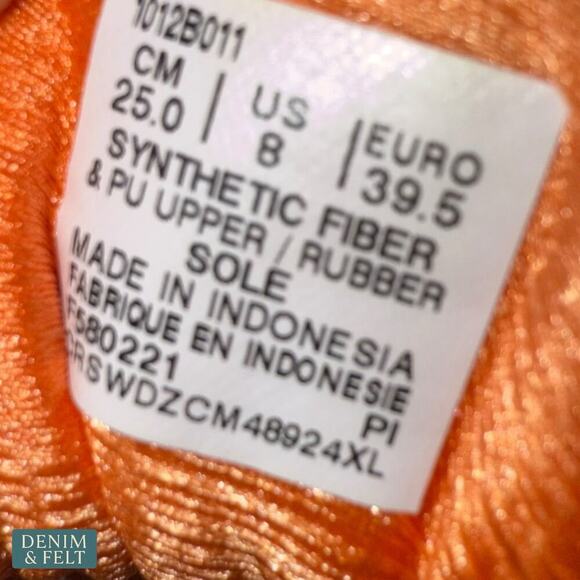 1012B011
CM US EURO
25.0 8 39.5
SYNTHETIC FIBER
& PU UPPER / RUBBER
SOLE
MADE IN INDONESIA
FABRIQUE EN INDONESIE
F580221 PI
RSWDZCM48924XL
DENIM
& FELT